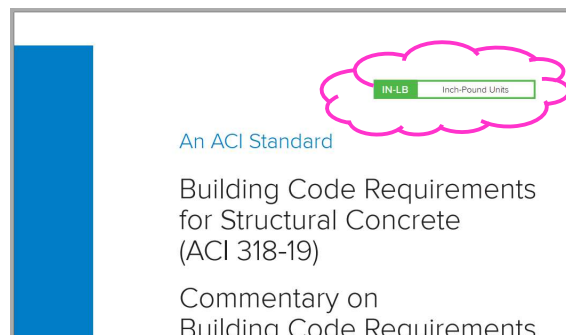 IN-LB Inch-Pound Units
An ACI Standard
Building Code Requirements
for Structural Concrete
(ACI 318-19)
Commentary on
Building Code Requirements